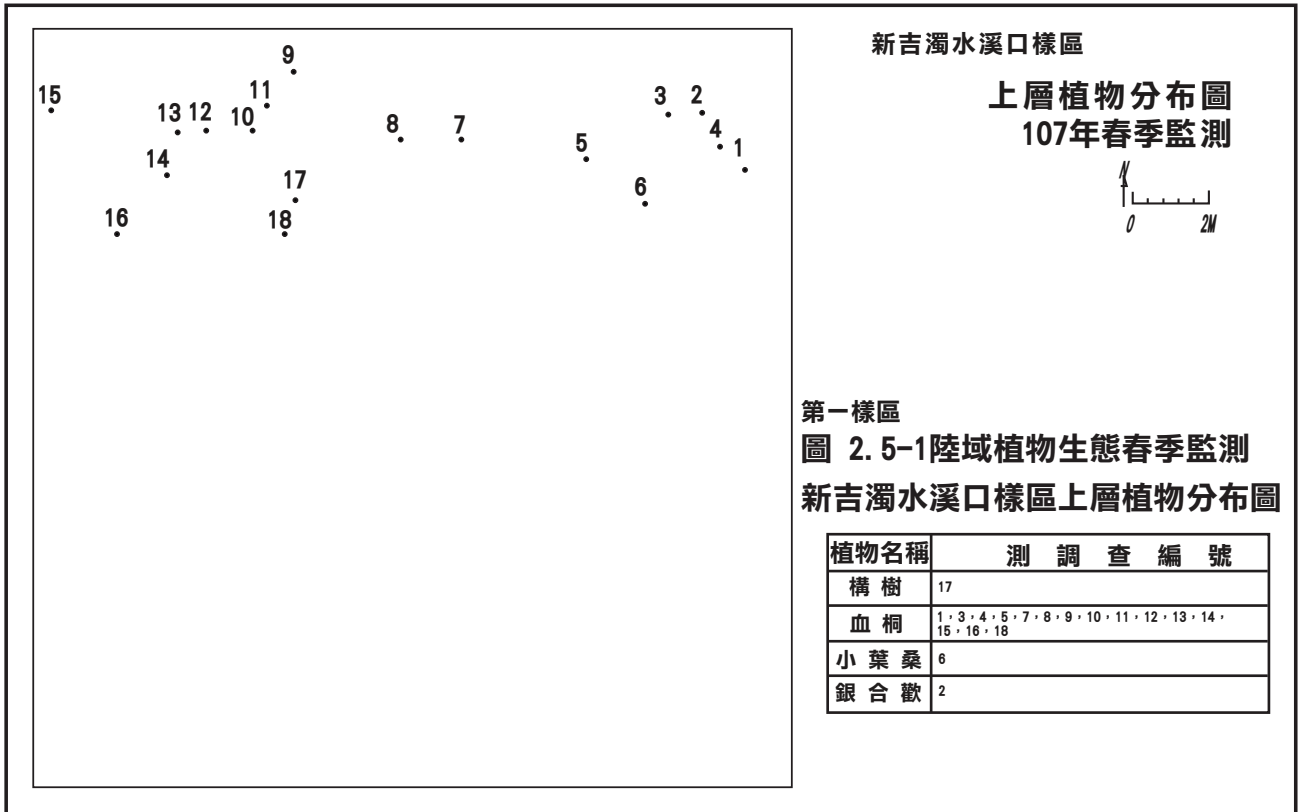 新吉濁水溪口樣區
上層植物分布圖
107年春季監測
N
0 2M
9
15
11
3 2
13 12 10
8 7 4
5 1
14
17
6
16 18
第一樣區
圖 2.5-1陸域植物生態春季監測
新吉濁水溪口樣區上層植物分布圖
植物名稱 測調查編號
構樹 17
血桐 1，3，4，5，7，8，9，10，11，12，13，14，
15，16，18
小葉桑 6
銀合歡 2